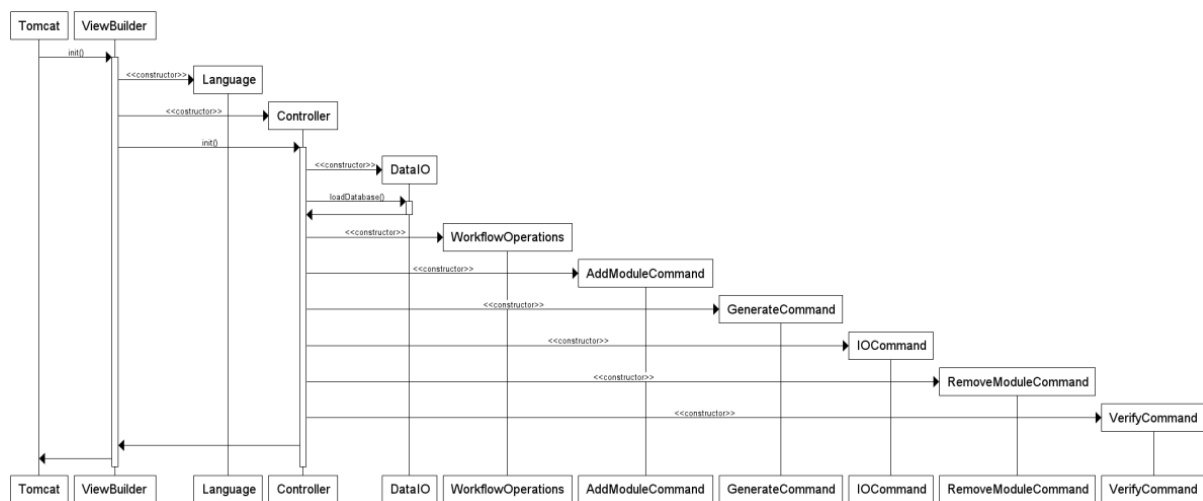 Tomcat ViewBuilder
init()
<<constructor>> Language
<<costructor>> Controller
init()
<<constructor>> DataIO
loadDatabase()
<<constructor>> WorkflowOperations
<<constructor>> AddModuleCommand
<<constructor>> GenerateCommand
<<constructor>> IOCommand
<<constructor>> RemoveModuleCommand
<<constructor>> VerifyCommand
Tomcat ViewBuilder Language Controller DataIO WorkflowOperations AddModuleCommand GenerateCommand IOCommand RemoveModuleCommand VerifyCommand